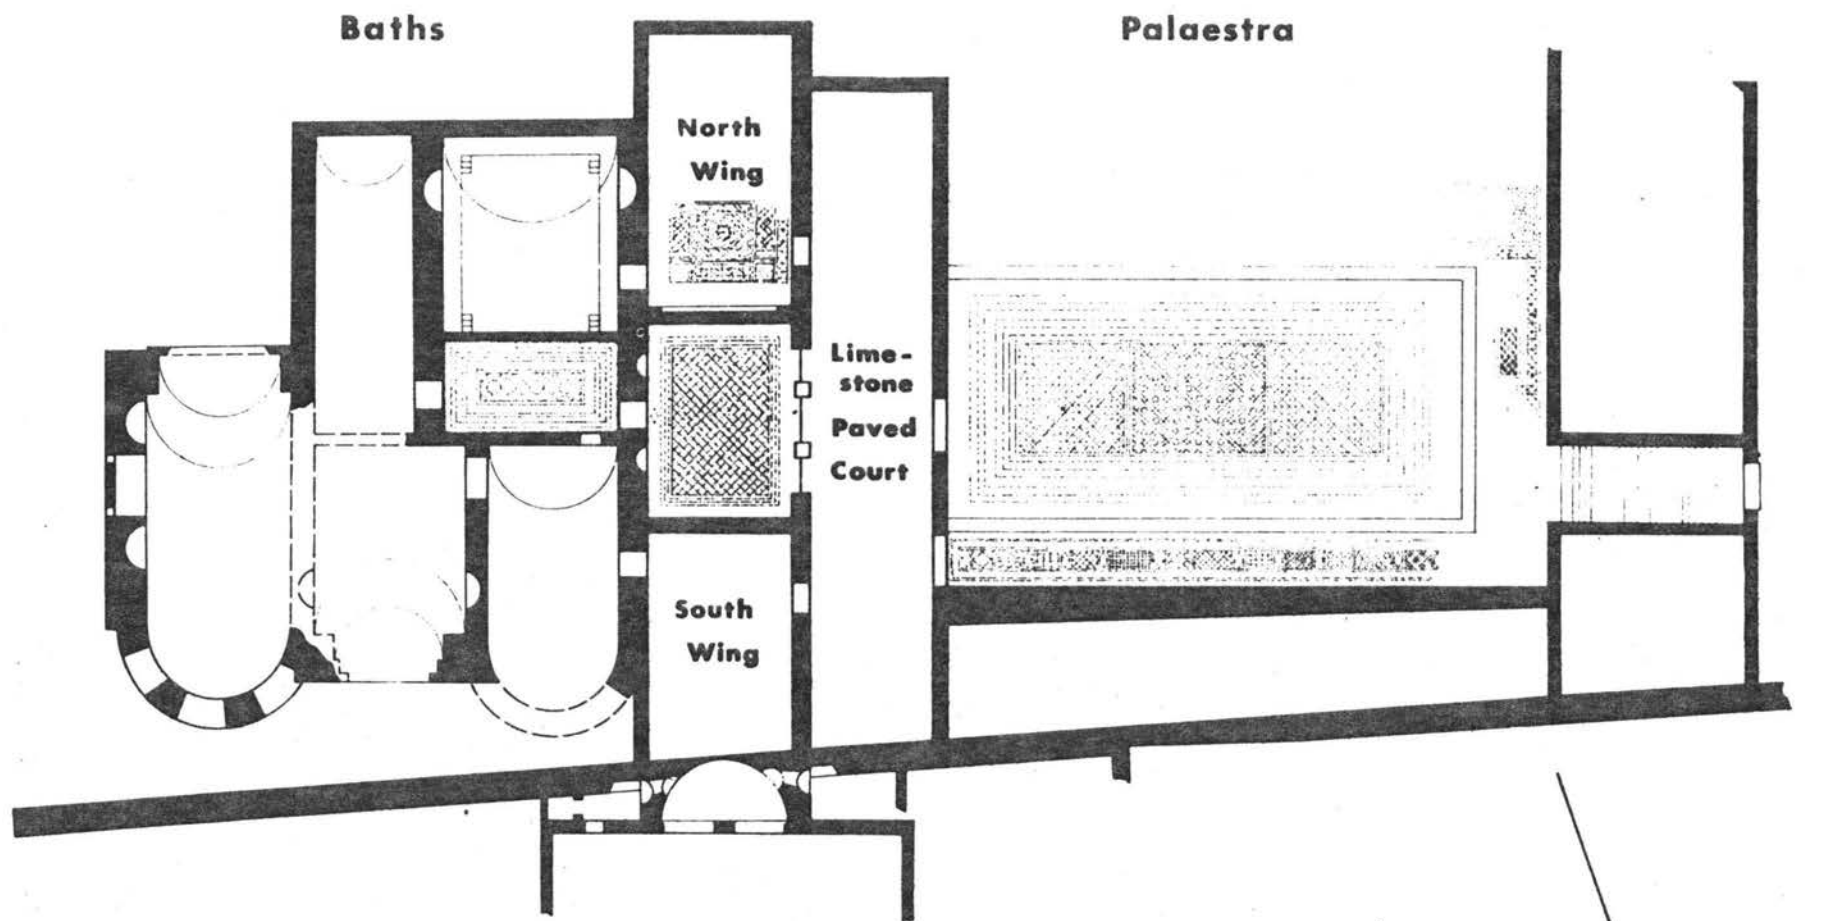 Baths
Palaestra
North
Wing
Lime-
stone
Paved
Court
South
Wing